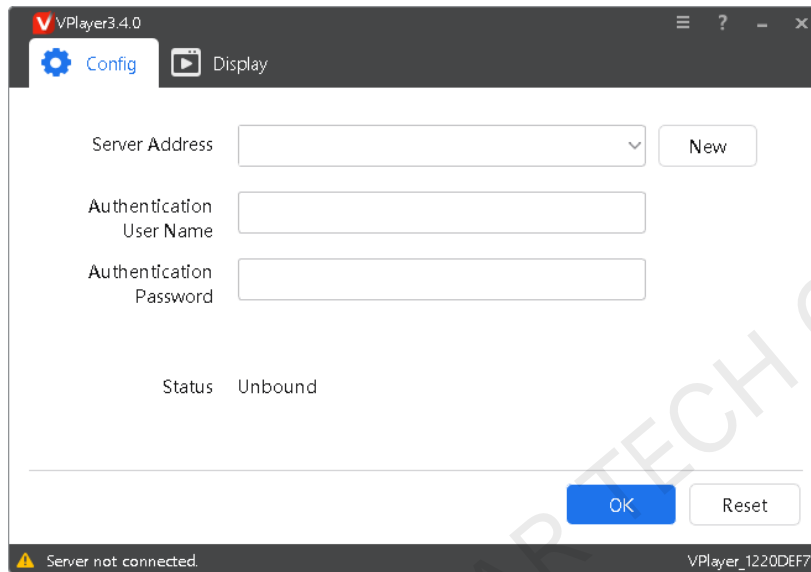 VPlayer3.4.0
?
Config
Display
Server Address
New
Authentication
User Name
Authentication
Password
Status Unbound
OK
Reset
Server not connected.
VPlayer_1220DEF7
TECH